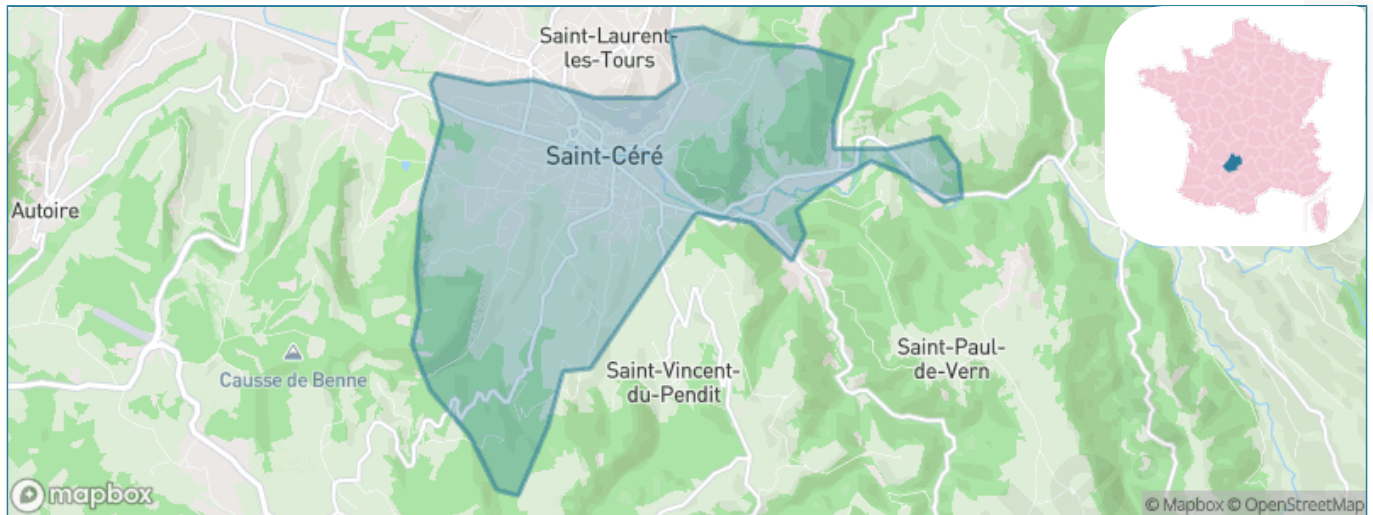 Saint-Laurent-
les-Tours
Saint-Céré
Autoire
Causse de Benne
Saint-Vincent-
du-Pendit
Saint-Paul-
de-Vern
mapbox
© Mapbox © OpenStreetMap